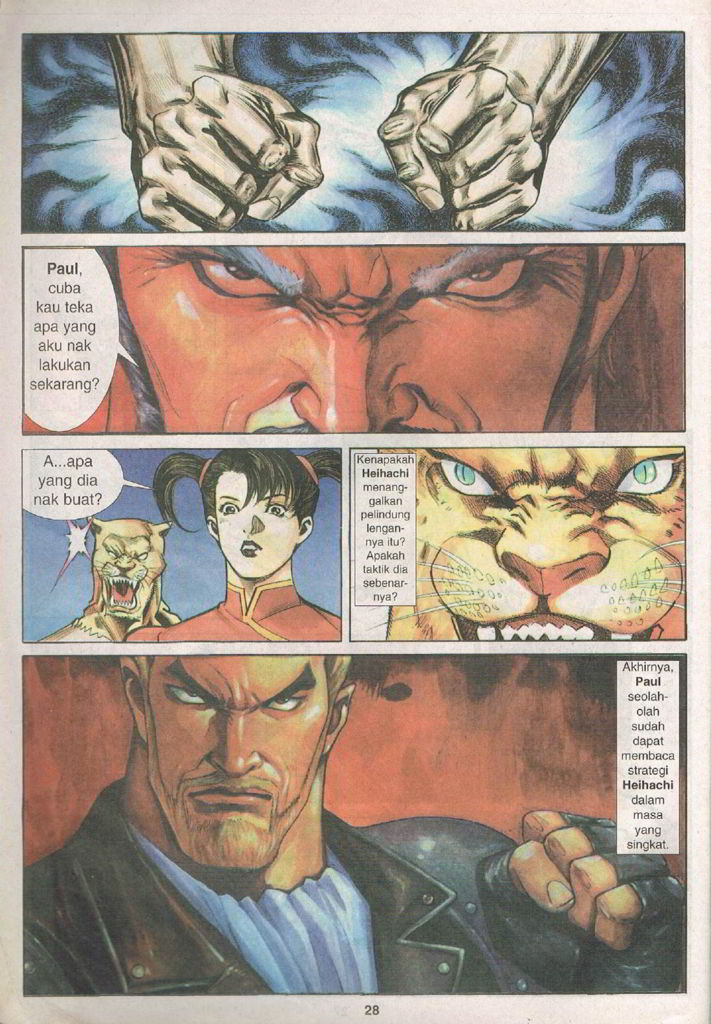 Paul,
cuba
kau teka
apa yang
aku nak
lakukan
sekarang?
A...apa
yang dia
nak buat?
Kenapakah
Heihachi
menang-
galkan
pelindung
lengan-
nya itu?
Apakah
taktik dia
sebenar-
nya?
Akhirnya,
Paul
seolah-
olah
sudah
dapat
membaca
strategi
Heihachi
dalam
masa
yang
singkat.
28